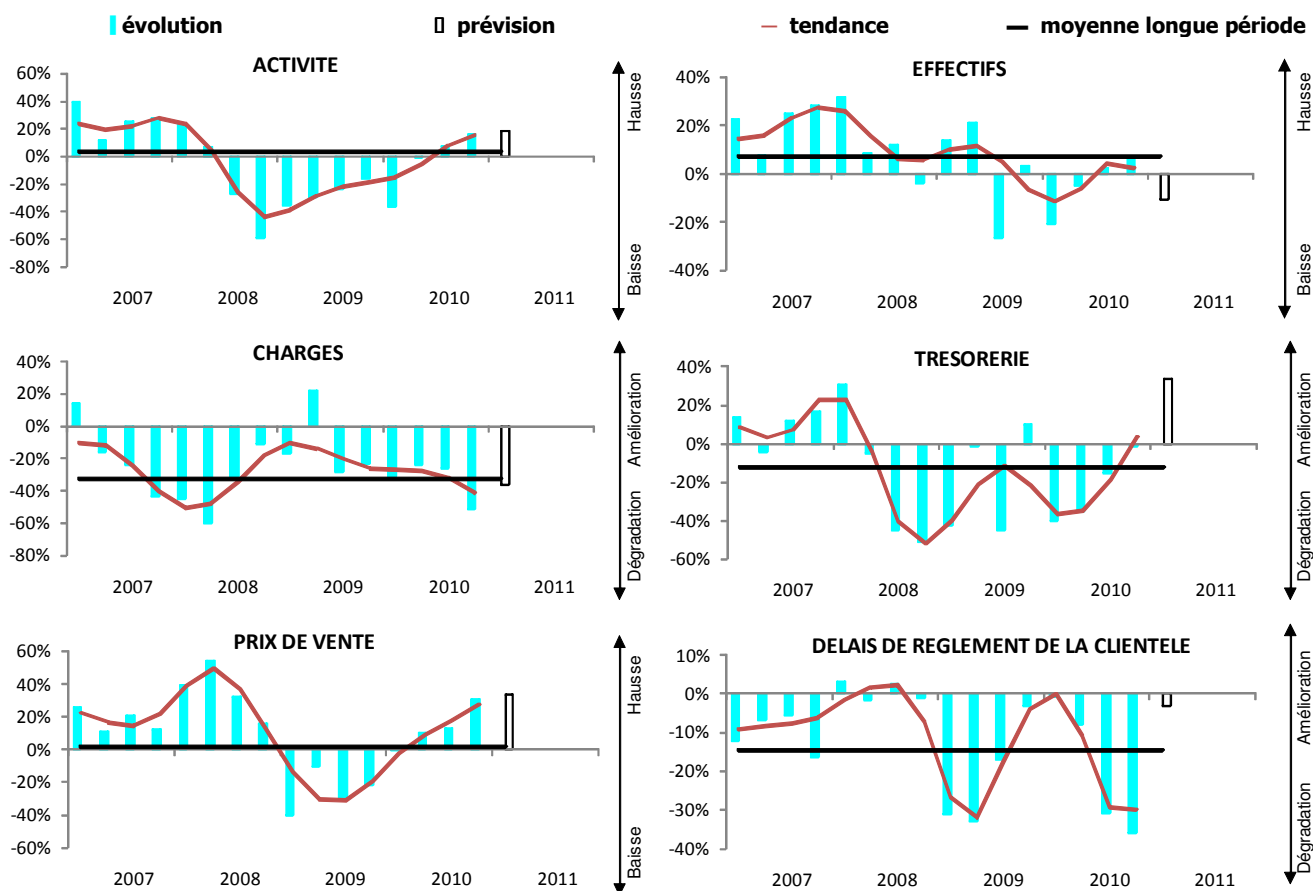 évolution prévision tendance moyenne longue période
ACTIVITE
60%
40%
20%
0%
-20%
-40%
-60%
-80%
2007 2008 2009 2010 2011
Hausse
Baisse
EFFECTIFS
40%
20%
0%
-20%
-40%
2007 2008 2009 2010 2011
Hausse
Baisse
CHARGES
40%
20%
0%
-20%
-40%
-60%
-80%
2007 2008 2009 2010 2011
Amélioration
Dégradation
TRESORERIE
40%
20%
0%
-20%
-40%
-60%
2007 2008 2009 2010 2011
Amélioration
Dégradation
PRIX DE VENTE
60%
40%
20%
0%
-20%
-40%
-60%
2007 2008 2009 2010 2011
Hausse
Baisse
DELAIS DE REGLEMENT DE LA CLIENTELE
10%
0%
-10%
-20%
-30%
-40%
2007 2008 2009 2010 2011
Amélioration
Dégradation